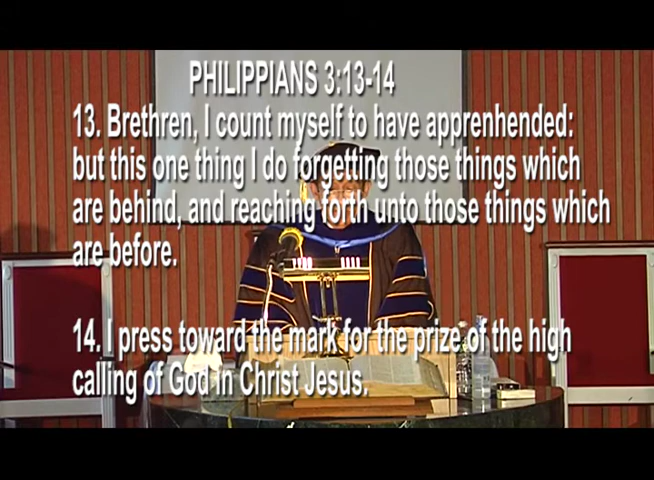 PHILIPPIANS 3:13-14
13. Brethren, I count myself to have apprenhended:
but this one thing I do forgetting those things which
are behind, and reaching forth unto those things which
are before.
14. I press toward the mark for the prize of the high
calling of God in Christ Jesus.